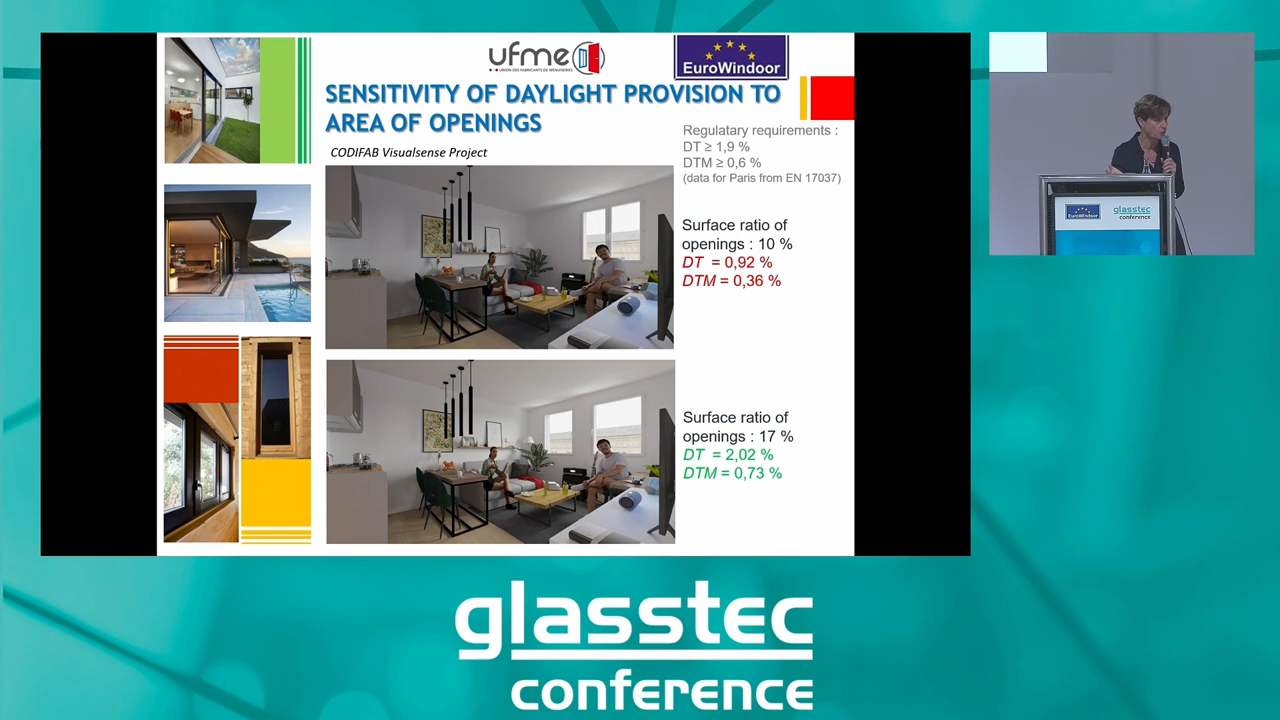 ufme
UNION DES FABRICANTS DE MENUISERIES
EuroWindoor
SENSITIVITY OF DAYLIGHT PROVISION TO
AREA OF OPENINGS
CODIFAB Visualsense Project
Regulatary requirements :
DT ≥ 1,9 %
DTM ≥ 0,6 %
(data for Paris from EN 17037)
Surface ratio of
openings : 10 %
DT = 0,92 %
DTM = 0,36 %
Surface ratio of
openings : 17 %
DT = 2,02 %
DTM = 0,73 %
EuroWindoor
glasstec
conference
glasstec
conference